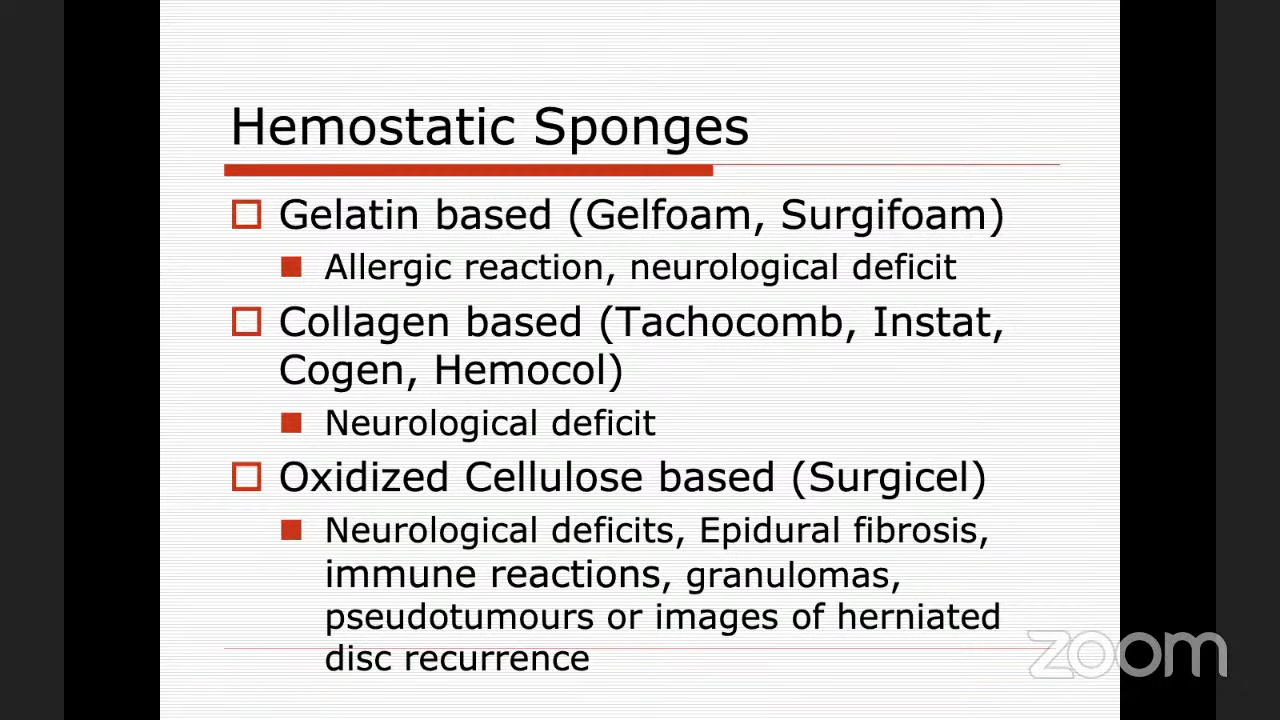 Hemostatic Sponges
Gelatin based (Gelfoam, Surgifoam)
Allergic reaction, neurological deficit
Collagen based (Tachocomb, Instat,
Cogen, Hemocol)
Neurological deficit
Oxidized Cellulose based (Surgicel)
Neurological deficits, Epidural fibrosis,
immune reactions, granulomas,
pseudotumours or images of herniated
disc recurrence
zoom